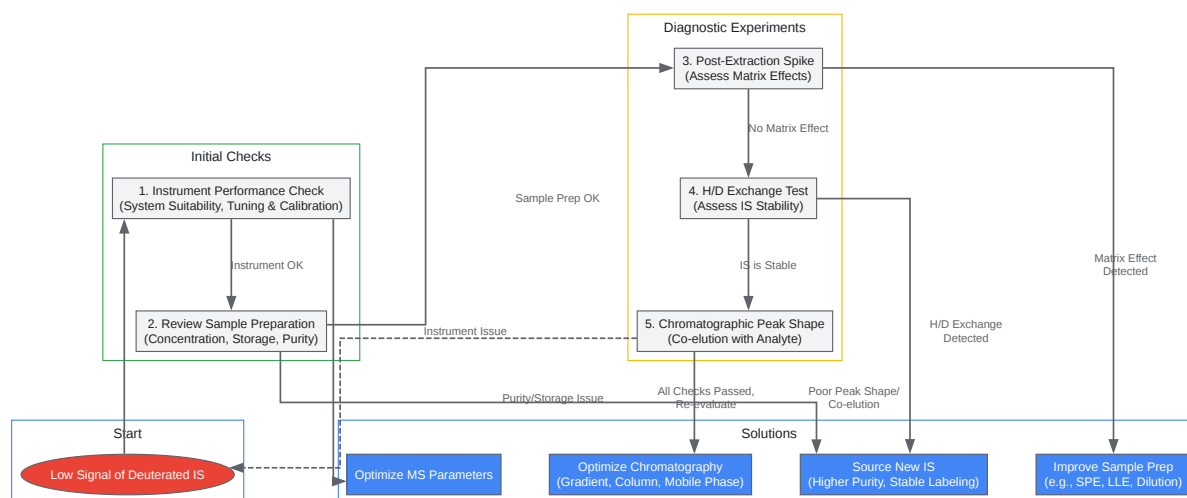 Diagnostic Experiments
3. Post-Extraction Spike
(Assess Matrix Effects)
No Matrix Effect
Initial Checks
1. Instrument Performance Check
(System Suitability, Tuning & Calibration)
4. H/D Exchange Test
(Assess IS Stability)
Sample Prep OK
Instrument OK
IS is Stable
Matrix Effect
Detected
2. Review Sample Preparation
(Concentration, Storage, Purity)
Instrument Issue
5. Chromatographic Peak Shape
(Co-elution with Analyte)
H/D Exchange
Detected
Purity/Storage Issue
All Checks Passed,
Re-evaluate
Poor Peak Shape/
Co-elution
Start
Solutions
Low Signal of Deuterated IS
Optimize MS Parameters
Optimize Chromatography
(Gradient, Column, Mobile Phase)
Source New IS
(Higher Purity, Stable Labeling)
Improve Sample Prep
(e.g., SPE, LLE, Dilution)